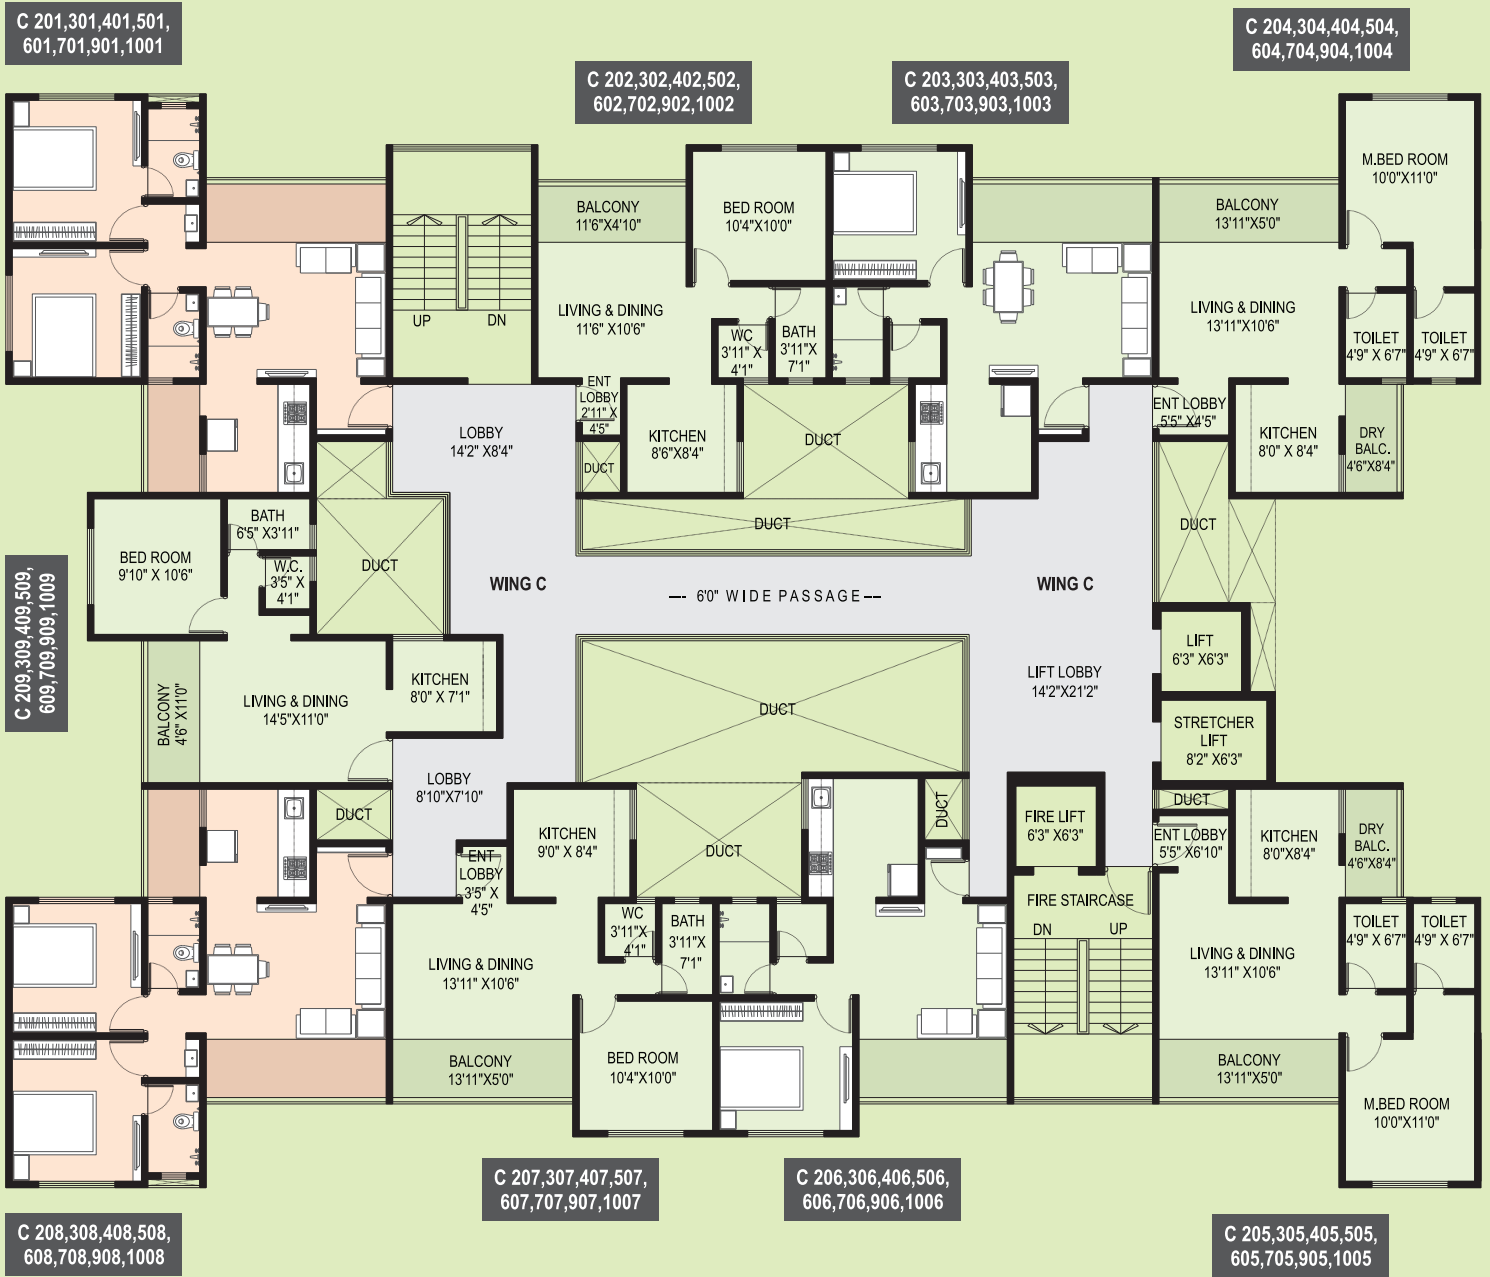 C 201,301,401,501,
601,701,901,1001
C 204,304,404,504,
604,704,904,1004
C 202,302,402,502,
602,702,902,1002
C 203,303,403,503,
603,703,903,1003
M.BED ROOM
10'0"X11'0"
BALCONY
11'6"X4'10"
BED ROOM
10'4"X10'0"
BALCONY
13'11"X5'0"
UP
DN
LIVING & DINING
11'6" X10'6"
WC
3'11" X
4'1"
BATH
3'11"X
7'1"
LIVING & DINING
13'11"X10'6"
TOILET
4'9" X 6'7"
TOILET
4'9" X 6'7"
ENT
LOBBY
2'11" X
4'5"
LOBBY
14'2" X8'4"
KITCHEN
8'6"X8'4"
DUCT
DUCT
ENT LOBBY
5'5"X4'5"
KITCHEN
8'0" X 8'4"
DRY
BALC.
4'6"X8'4"
BATH
6'5" X3'11"
BED ROOM
9'10" X 10'6"
W.C.
3'5" X
4'1"
DUCT
DUCT
DUCT
WING C
6'0" WIDE PASSAGE
WING C
C 209,309,409,509,
609,709,909,1009
LIFT
6'3" X6'3"
KITCHEN
8'0" X 7'1"
LIFT LOBBY
14'2"X21'2"
BALCONY
4'6" X11'0"
LIVING & DINING
14'5"X11'0"
DUCT
STRETCHER
LIFT
8'2" X6'3"
LOBBY
8'10"X7'10"
DUCT
KITCHEN
9'0" X 8'4"
DUCT
DUCT
FIRE LIFT
6'3" X6'3"
DUCT
ENT LOBBY
5'5" X6'10"
KITCHEN
8'0"X8'4"
DRY
BALC.
4'6"X8'4"
ENT
LOBBY
3'5" X
4'5"
FIRE STAIRCASE
DN
UP
WC
3'11"X
4'1"
BATH
3'11"X
7'1"
TOILET
4'9" X 6'7"
TOILET
4'9" X 6'7"
LIVING & DINING
13'11" X10'6"
LIVING & DINING
13'11" X10'6"
BALCONY
13'11"X5'0"
BED ROOM
10'4"X10'0"
BALCONY
13'11"X5'0"
M.BED ROOM
10'0"X11'0"
C 207,307,407,507,
607,707,907,1007
C 206,306,406,506,
606,706,906,1006
C 208,308,408,508,
608,708,908,1008
C 205,305,405,505,
605,705,905,1005